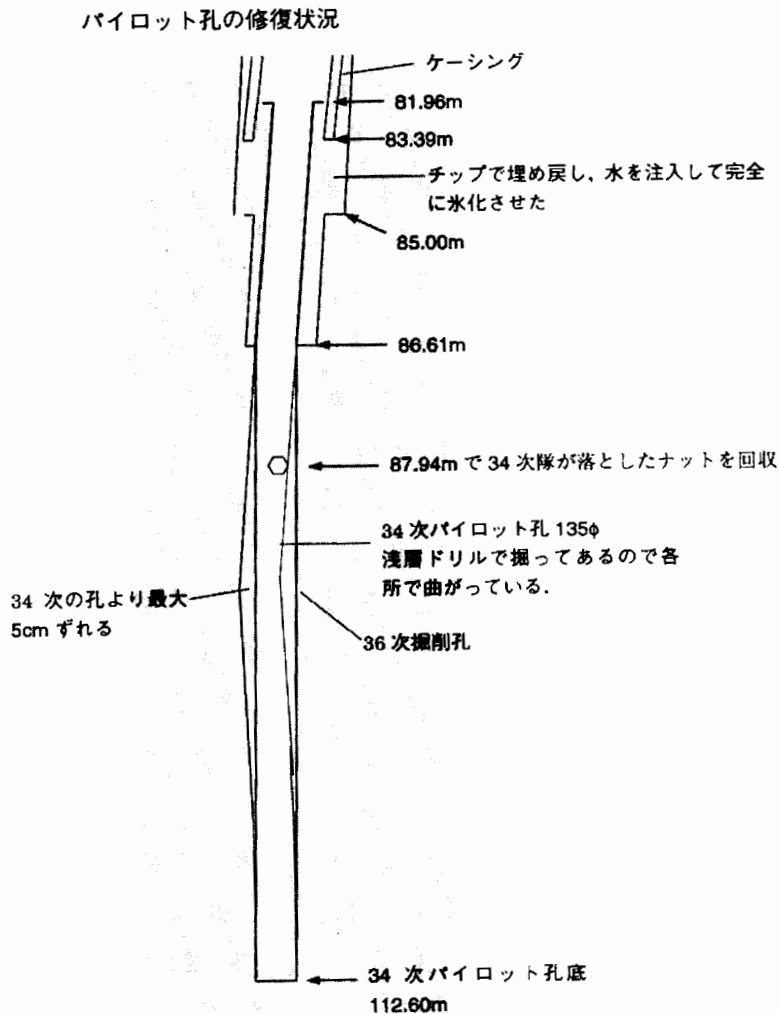 パイロット孔の修復状況
ケーシング
81.96m
83.39m
チップで埋め戻し，水を注入して完全
に氷化させた
85.00m
86.61m
87.94m で 34 次隊が落としたナットを回収
34 次パイロット孔 135φ
浅層ドリルで掘ってあるので各
所で曲がっている．
34 次の孔より最大
5cm ずれる
36 次掘削孔
34 次パイロット孔底
112.60m